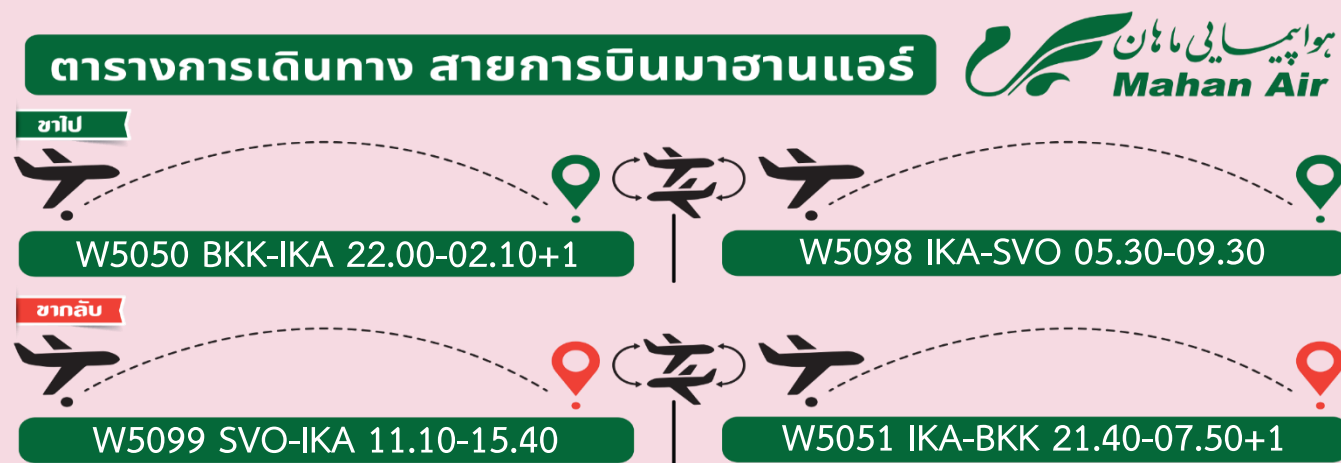 ตารางการเดินทาง สายการบินมาฮานแอร์
هواپیمایی ماهان
Mahan Air
ขาไป
W5050 BKK-IKA 22.00-02.10+1
W5098 IKA-SVO 05.30-09.30
ขากลับ
W5099 SVO-IKA 11.10-15.40
W5051 IKA-BKK 21.40-07.50+1